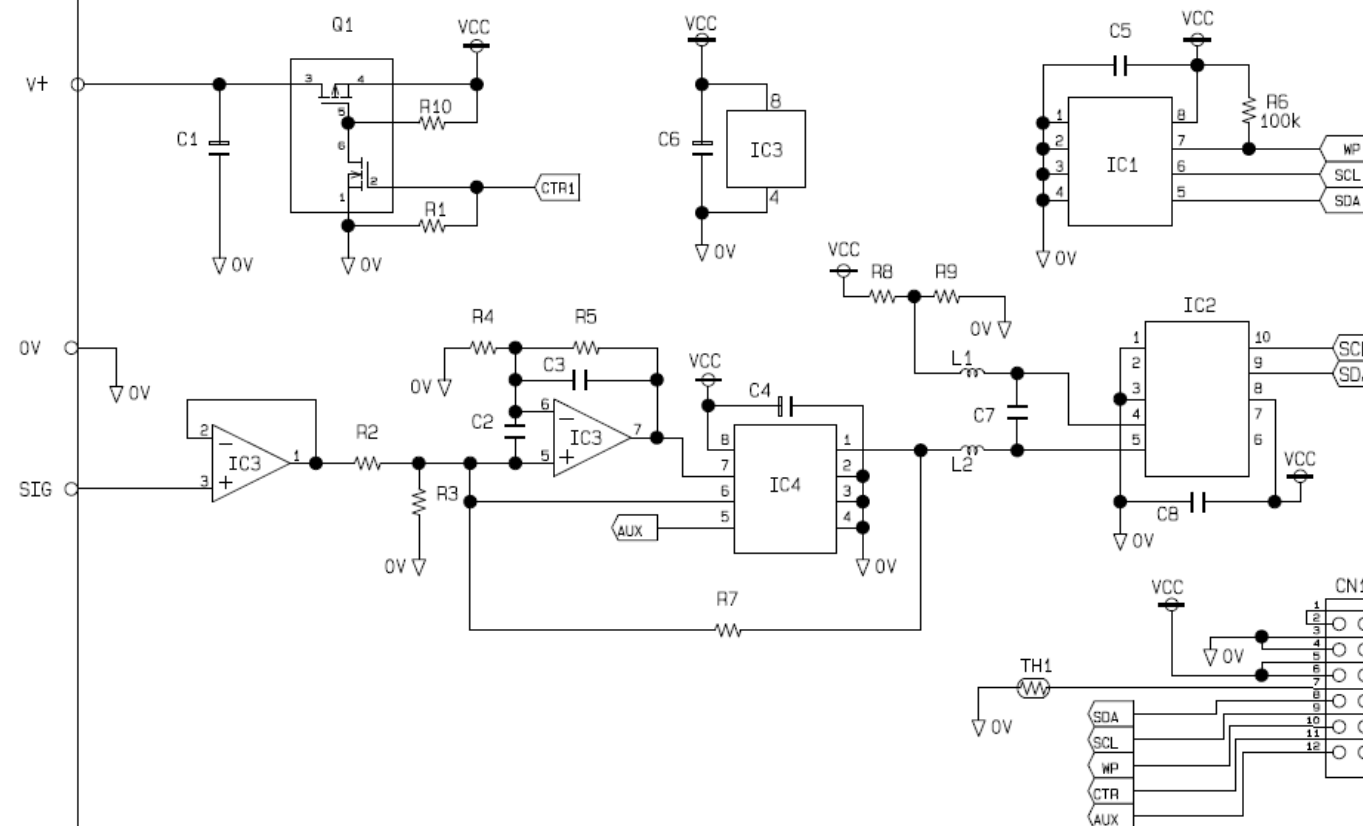 Q1
VCC
V+
3
4
5
R10
C1
6
2
CTR1
1
R1
0V
0V
VCC
8
C6
IC3
4
0V
C5
VCC
R6
100k
1
8
2
7
WP
IC1
3
6
SCL
4
5
SDA
0V
0V
0V
R4
R5
0V
C3
6
C2
IC3
7
5
2
IC3
1
3
SIG
R2
R3
0V
VCC
C4
8
1
7
2
IC4
6
3
5
4
AUX
0V
R7
VCC
R8
R9
0V
L1
C7
L2
IC2
1
10
2
9
3
8
4
7
5
6
VCC
C8
0V
VCC
CN1
1
2
3
4
0V
5
6
TH1
7
0V
8
SDA
9
SCL
10
WP
11
CTR
12
AUX